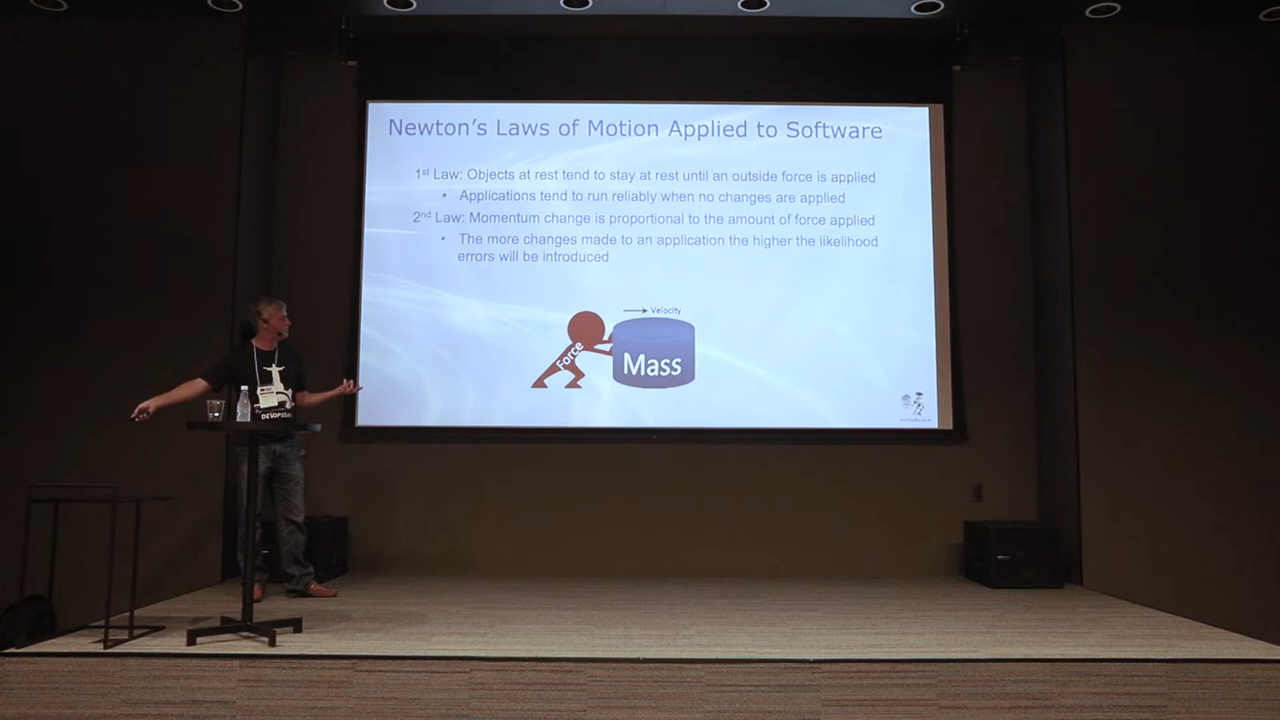 Newton's Laws of Motion Applied to Software
1st Law: Objects at rest tend to stay at rest until an outside force is applied
• Applications tend to run reliably when no changes are applied
2nd Law: Momentum change is proportional to the amount of force applied
• The more changes made to an application the higher the likelihood
errors will be introduced
Velocity
Force
Mass
DEVOPSDAYS